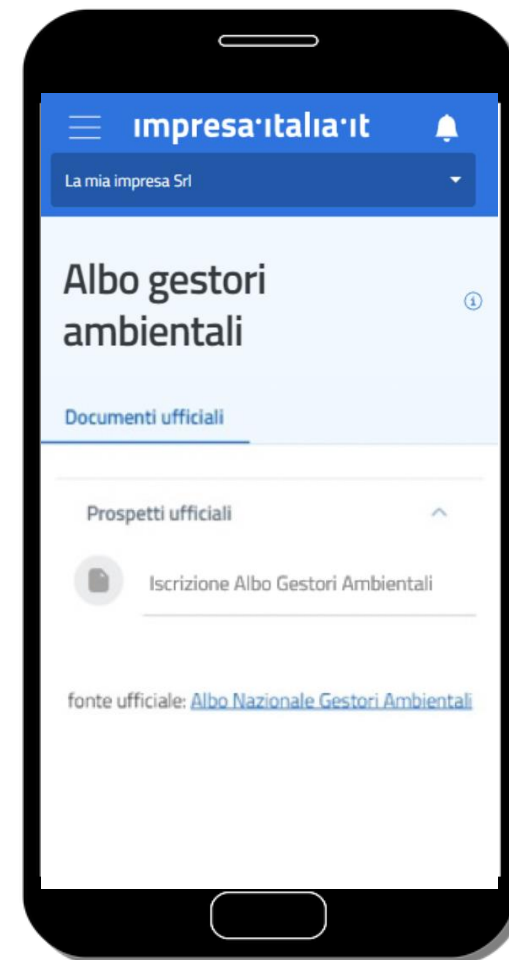 impresa.italia.it
La mia impresa Srl
Albo gestori
ambientali
Documenti ufficiali
Prospetti ufficiali
Iscrizione Albo Gestori Ambientali
fonte ufficiale: Albo Nazionale Gestori Ambientali